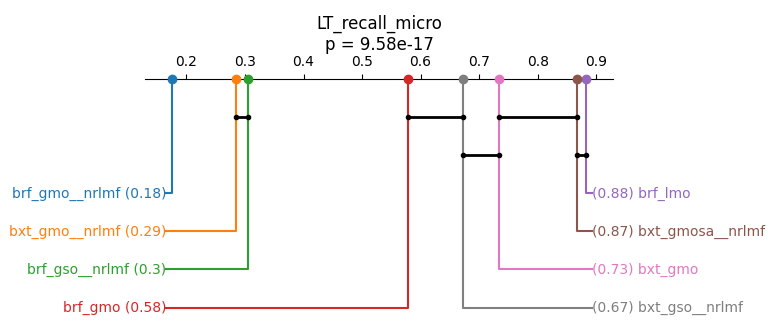 LT_recall_micro
p = 9.58e-17
0.2 0.3 0.4 0.5 0.6 0.7 0.8 0.9
brf_gmo__nrlmf (0.18)
(0.88) brf_lmo
bxt_gmo__nrlmf (0.29)
(0.87) bxt_gmosa__nrlmf
brf_gso__nrlmf (0.3)
(0.73) bxt_gmo
brf_gmo (0.58)
(0.67) bxt_gso__nrlmf